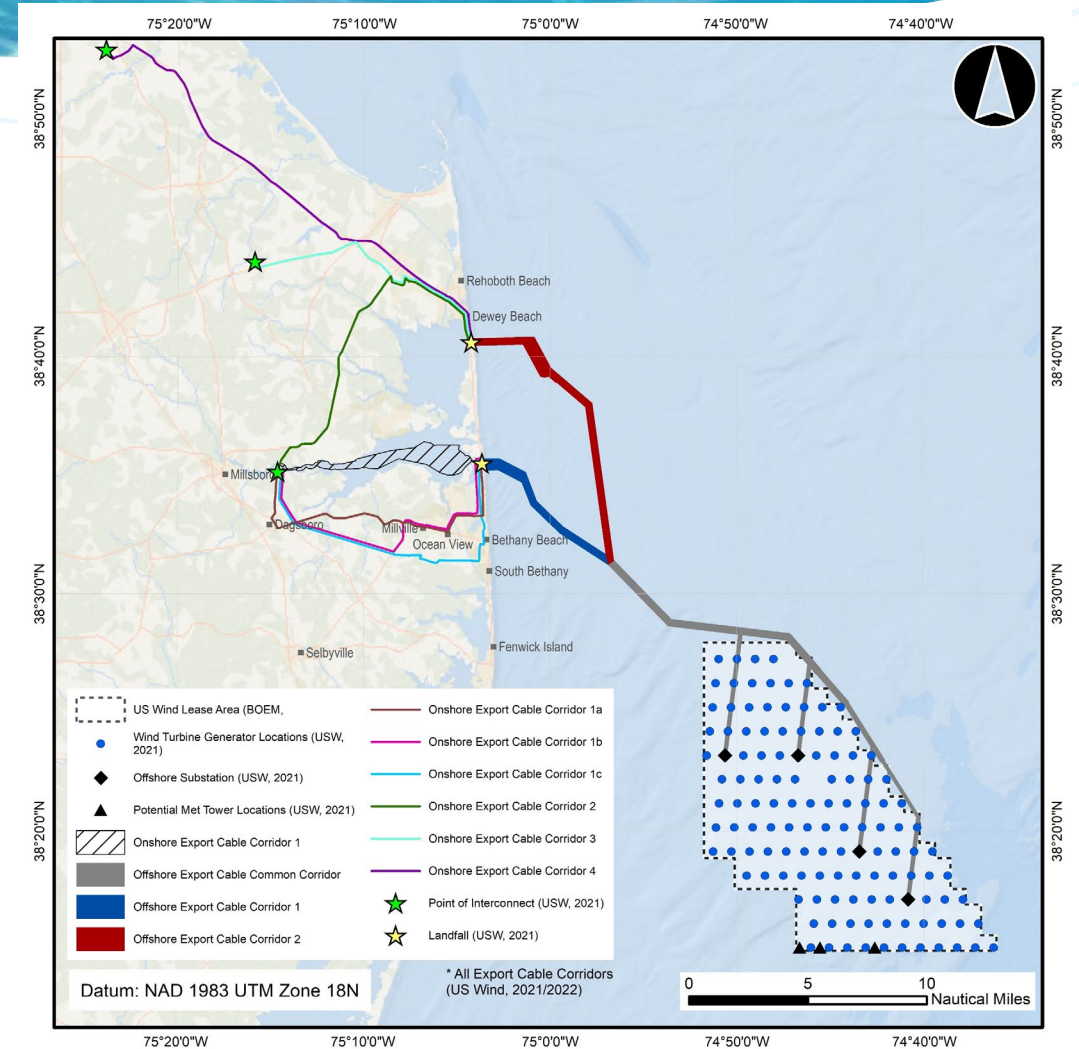 75°20'0"W
75°10'0"W
75°0'0"W
74°50'0"W
74°40'0"W
38°50'0"N
38°50'0"N
Rehoboth Beach
Dewey Beach
38°40'0"N
38°40'0"N
Millsboro
Dagsboro
Millville
Ocean View
Bethany Beach
South Bethany
38°30'0"N
38°30'0"N
Selbyville
Fenwick Island
US Wind Lease Area (BOEM,
Wind Turbine Generator Locations (USW,
2021)
Offshore Substation (USW, 2021)
Potential Met Tower Locations (USW, 2021)
Onshore Export Cable Corridor 1
Offshore Export Cable Common Corridor
Offshore Export Cable Corridor 1
Offshore Export Cable Corridor 2
Onshore Export Cable Corridor 1a
Onshore Export Cable Corridor 1b
Onshore Export Cable Corridor 1c
Onshore Export Cable Corridor 2
Onshore Export Cable Corridor 3
Onshore Export Cable Corridor 4
Point of Interconnect (USW, 2021)
Landfall (USW, 2021)
38°20'0"N
38°20'0"N
Datum: NAD 1983 UTM Zone 18N
* All Export Cable Corridors
(US Wind, 2021/2022)
0 5 10
Nautical Miles
75°20'0"W
75°10'0"W
75°0'0"W
74°50'0"W
74°40'0"W